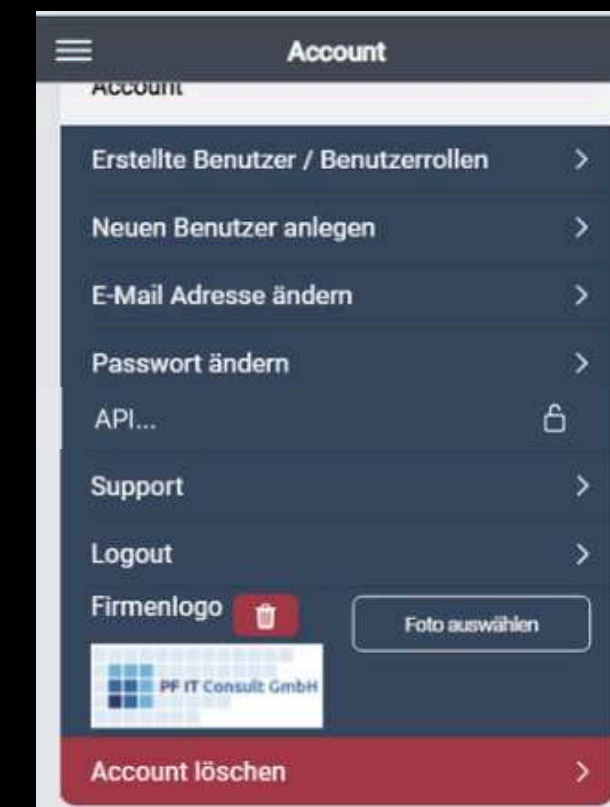 Account
Account
Erstellte Benutzer / Benutzerrollen
Neuen Benutzer anlegen
E-Mail Adresse ändern
Passwort ändern
API...
Support
Logout
Firmenlogo
Foto auswählen
PF IT Consult GmbH
Account löschen